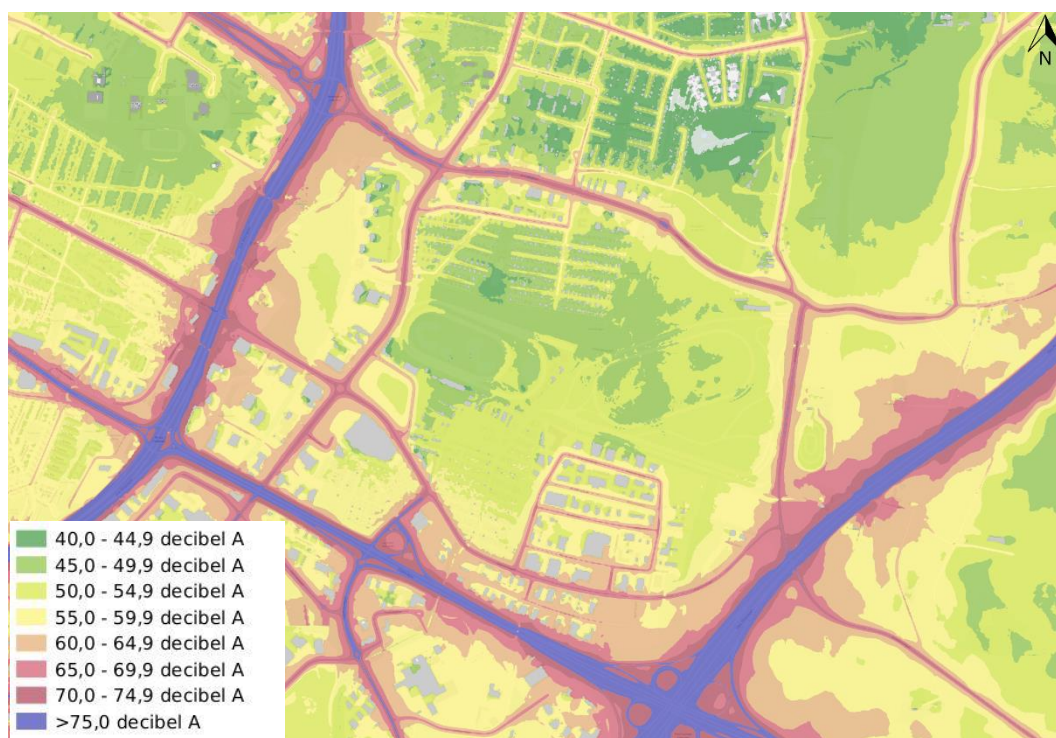 N
40,0 - 44,9 decibel A
45,0 - 49,9 decibel A
50,0 - 54,9 decibel A
55,0 - 59,9 decibel A
60,0 - 64,9 decibel A
65,0 - 69,9 decibel A
70,0 - 74,9 decibel A
>75,0 decibel A